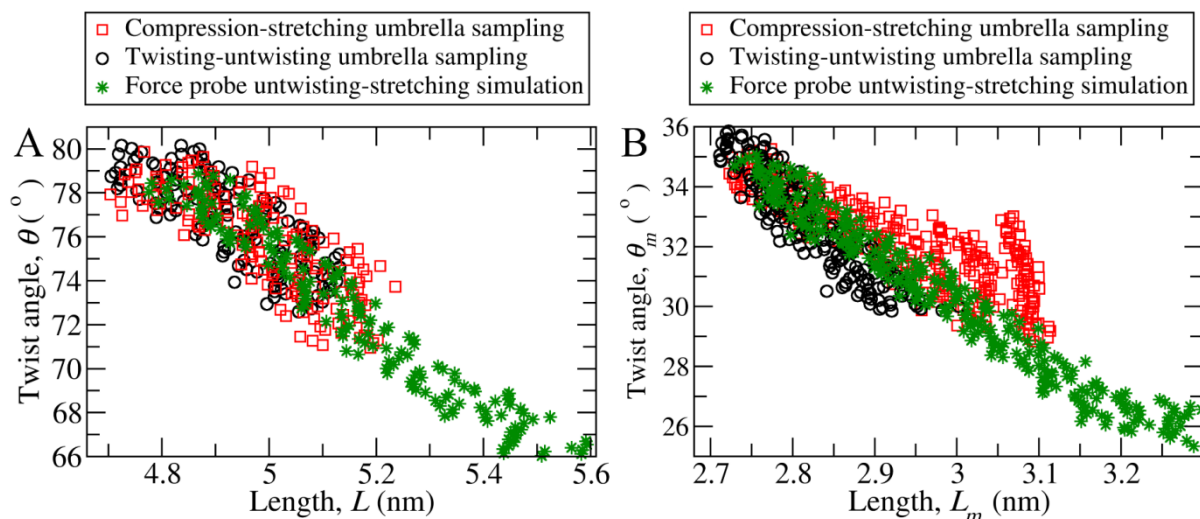 Compression-stretching umbrella sampling
Twisting-untwisting umbrella sampling
Force probe untwisting-stretching simulation
A
Twist angle, θ (°)
80
78
76
74
72
70
68
66
4.8
5
5.2
5.4
5.6
Length, L (nm)
Compression-stretching umbrella sampling
Twisting-untwisting umbrella sampling
Force probe untwisting-stretching simulation
B
Twist angle, θm (°)
36
34
32
30
28
26
24
2.7
2.8
2.9
3
3.1
3.2
Length, Lm (nm)